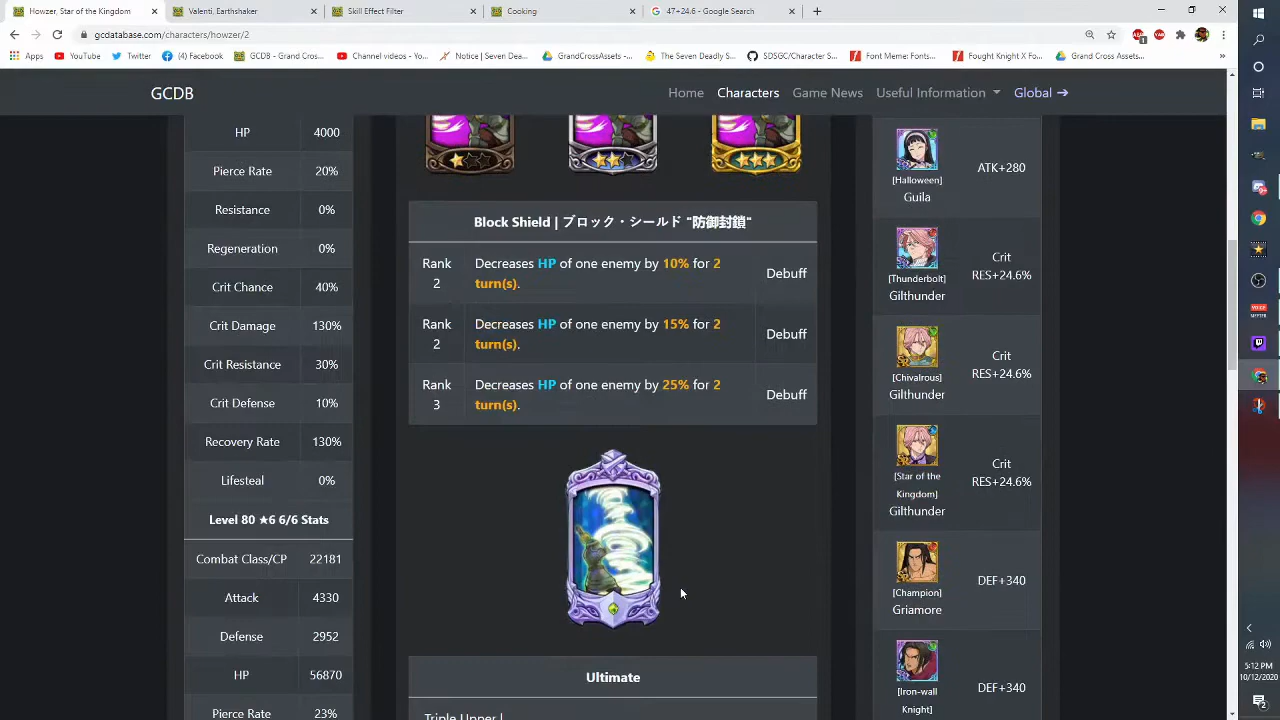 Howzer, Star of the Kingdom
Valenti, Earthshaker
Skill Effect Filter
Cooking
47+24.6 - Google Search
gcdatabase.com/characters/howzer/2
Apps
YouTube
Twitter
(4) Facebook
GCDB - Grand Cros...
Channel videos - Yo...
Notice | Seven Dea...
GrandCrossAssets -...
The Seven Deadly S...
SDSGC/Character S...
Font Meme: Fonts...
Fought Knight X Fo...
Grand Cross Assets...
»
GCDB
Home
Characters
Game News
Useful Information
Global →
HP 4000
Pierce Rate 20%
Resistance 0%
Regeneration 0%
Crit Chance 40%
Crit Damage 130%
Crit Resistance 30%
Crit Defense 10%
Recovery Rate 130%
Lifesteal 0%
Level 80 ★6 6/6 Stats
Combat Class/CP 22181
Attack 4330
Defense 2952
HP 56870
Pierce Rate 23%
Block Shield | ブロック・シールド "防御封鎖"
Rank 2
Decreases HP of one enemy by 10% for 2
turn(s).
Debuff
Rank 2
Decreases HP of one enemy by 15% for 2
turn(s).
Debuff
Rank 3
Decreases HP of one enemy by 25% for 2
turn(s).
Debuff
Ultimate
Triple Upper |
[Halloween]
Guila
ATK+280
[Thunderbolt]
Gilthunder
Crit
RES+24.6%
[Chivalrous]
Gilthunder
Crit
RES+24.6%
[Star of the
Kingdom]
Gilthunder
Crit
RES+24.6%
[Champion]
Griamore
DEF+340
[Iron-wall
Knight]
DEF+340
5:12 PM
10/12/2020